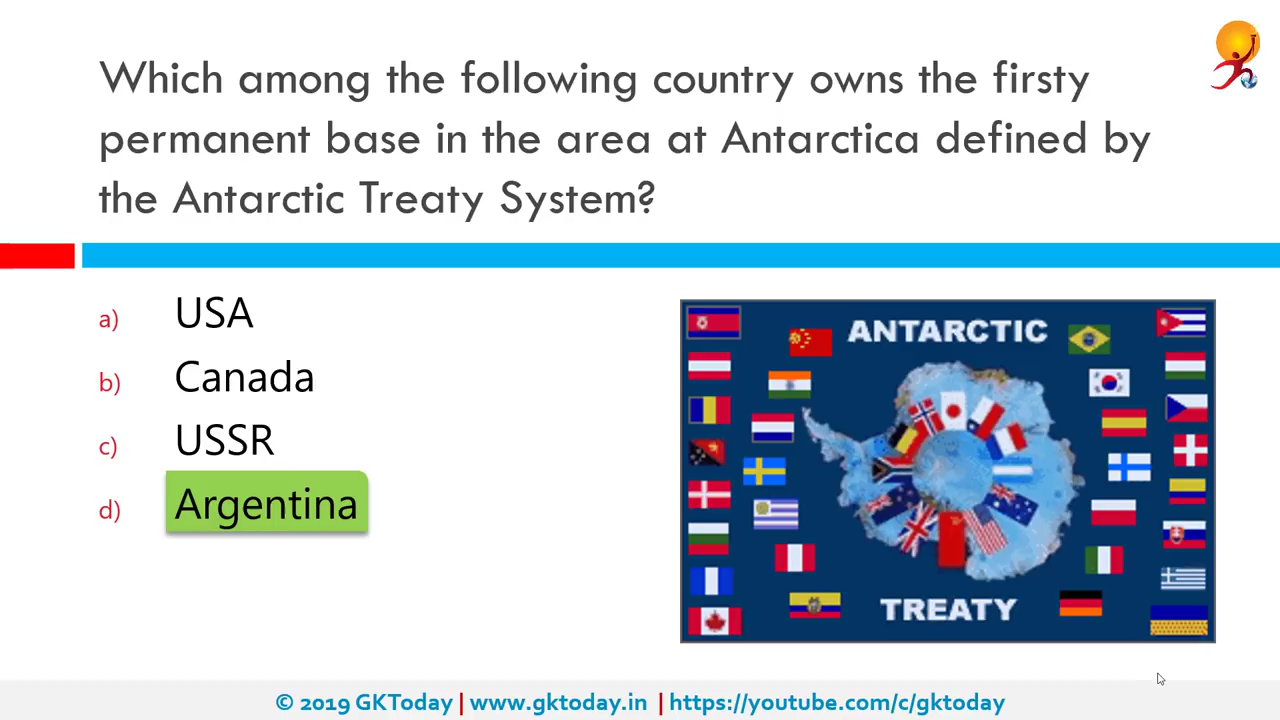 Which among the following country owns the firsty
permanent base in the area at Antarctica defined by
the Antarctic Treaty System?
a) USA
b) Canada
c) USSR
d) Argentina
ANTARCTIC
TREATY
© 2019 GKToday | www.gktoday.in | https://youtube.com/c/gktoday